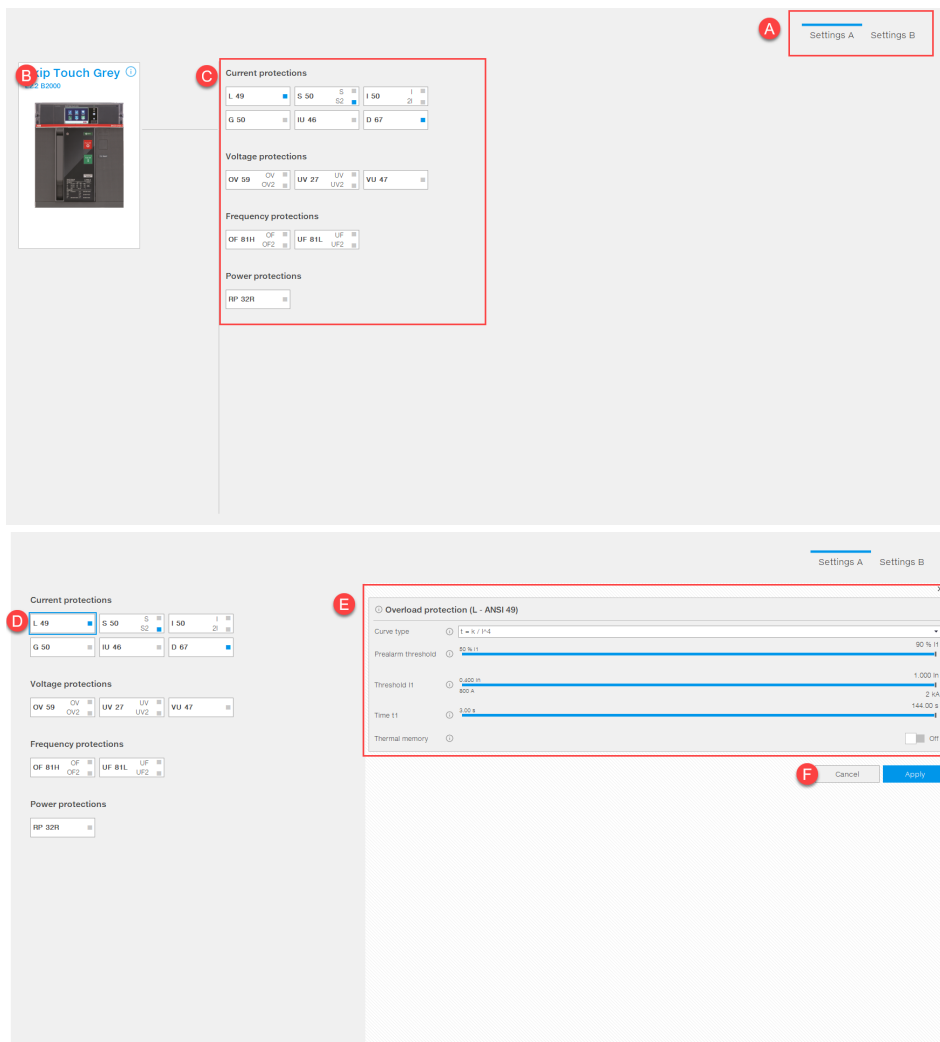 A
Settings A Settings B
B
kip Touch Grey
2.2 B2000
C
Current protections
L 49
S 50 S S2
I 50 I 2I
G 50
IU 46
D 67
Voltage protections
OV 59 OV OV2
UV 27 UV UV2
VU 47
Frequency protections
OF 81H OF OF2
UF 81L UF UF2
Power protections
RP 32R
Settings A Settings B
Current protections
D
L 49
S 50 S S2
I 50 I 2I
G 50
IU 46
D 67
Voltage protections
OV 59 OV OV2
UV 27 UV UV2
VU 47
Frequency protections
OF 81H OF OF2
UF 81L UF UF2
Power protections
RP 32R
E
Overload protection (L - ANSI 49)
Curve type t = k / I^4
Prealarm threshold 50 % I1 90 % I1
Threshold I1 0.400 In 1.000 In
800 A 2 kA
Time t1 3.00 s 144.00 s
Thermal memory Off
F
Cancel Apply